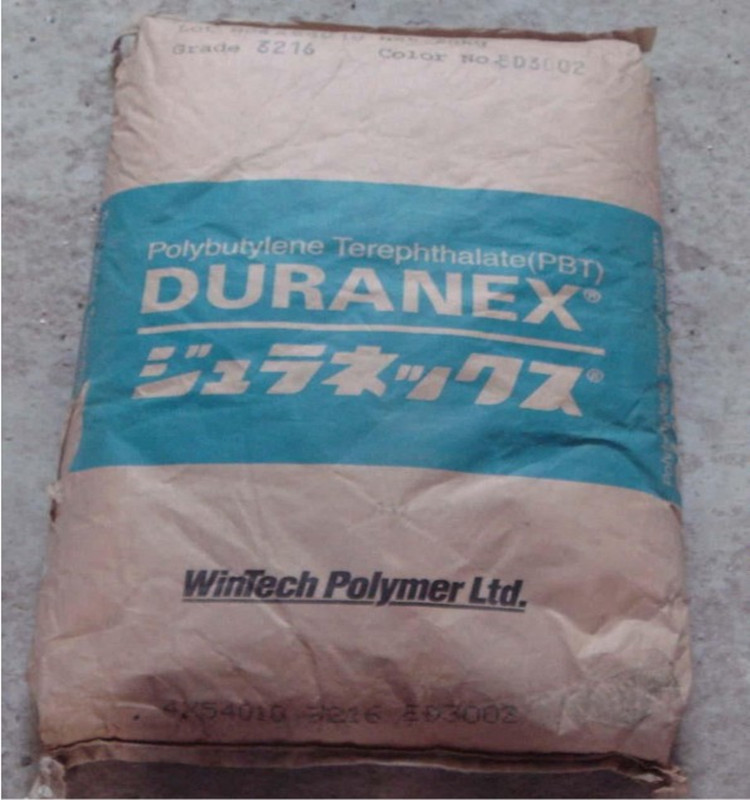 Grade 3216 Color No. ED3002
Polybutylene Terephthalate(PBT)
DURANEX®
ジュラネックス®
WinTech Polymer Ltd.
4X54010 3216 ED3002